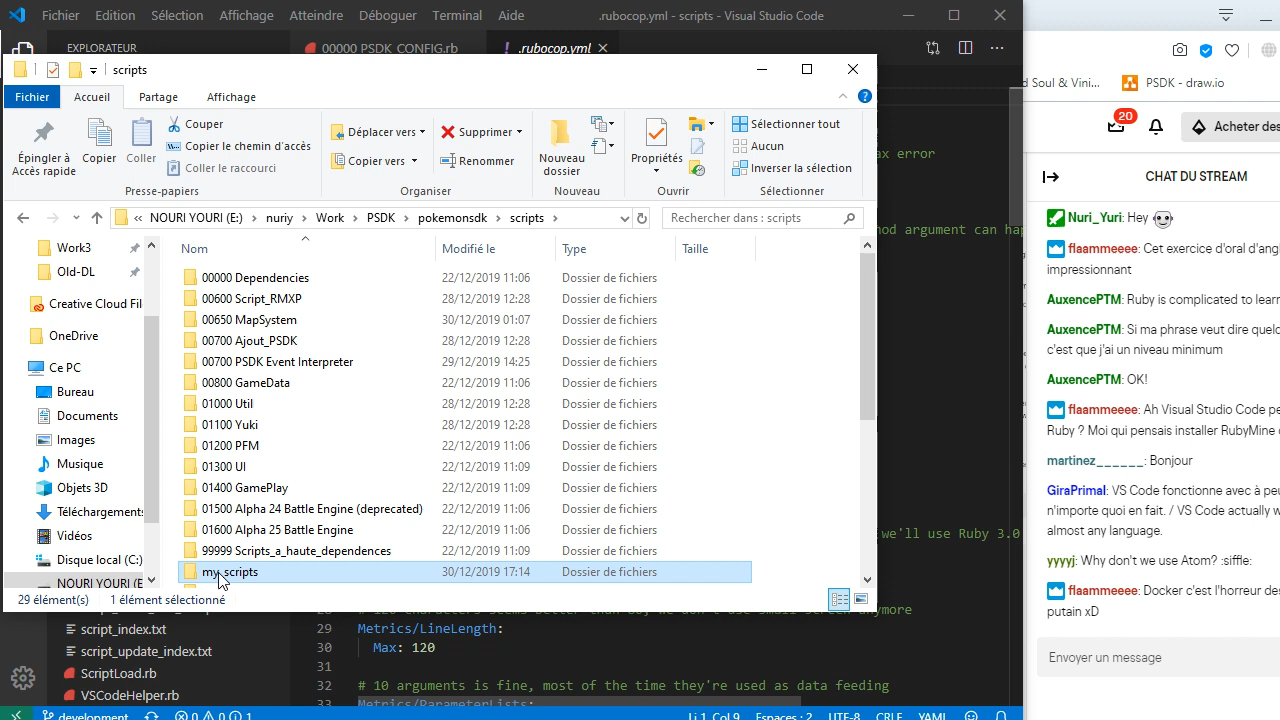 Fichier Edition Sélection Affichage Atteindre Déboguer Terminal Aide .rubocop.yml - scripts - Visual Studio Code
EXPLORATEUR 00000 PSDK_CONFIG.rb ! .rubocop.yml
scripts
Fichier Accueil Partage Affichage
Épingler à Accès rapide
Copier
Coller
Couper
Copier le chemin d'accès
Coller le raccourci
Presse-papiers
Déplacer vers
Copier vers
Supprimer
Renommer
Organiser
Nouveau dossier
Nouveau
Propriétés
Ouvrir
Sélectionner tout
Aucun
Inverser la sélection
Sélectionner
« NOURI YOURI (E:) > nuriy > Work > PSDK > pokemonsdk > scripts >
Rechercher dans : scripts
Work3
Old-DL
Creative Cloud Fil
OneDrive
Ce PC
Bureau
Documents
Images
Musique
Objets 3D
Téléchargements
Vidéos
Disque local (C:)
NOURI YOURI (E
Nom Modifié le Type Taille
00000 Dependencies 22/12/2019 11:06 Dossier de fichiers
00600 Script_RMXP 28/12/2019 12:28 Dossier de fichiers
00650 MapSystem 30/12/2019 01:07 Dossier de fichiers
00700 Ajout_PSDK 28/12/2019 12:28 Dossier de fichiers
00700 PSDK Event Interpreter 29/12/2019 14:25 Dossier de fichiers
00800 GameData 22/12/2019 11:06 Dossier de fichiers
01000 Util 28/12/2019 12:28 Dossier de fichiers
01100 Yuki 28/12/2019 12:28 Dossier de fichiers
01200 PFM 22/12/2019 11:06 Dossier de fichiers
01300 UI 22/12/2019 11:09 Dossier de fichiers
01400 GamePlay 22/12/2019 11:09 Dossier de fichiers
01500 Alpha 24 Battle Engine (deprecated) 22/12/2019 11:09 Dossier de fichiers
01600 Alpha 25 Battle Engine 22/12/2019 11:06 Dossier de fichiers
99999 Scripts_a_haute_dependences 22/12/2019 11:09 Dossier de fichiers
my_scripts 30/12/2019 17:14 Dossier de fichiers
29 élément(s) 1 élément sélectionné
script_index.txt
script_update_index.txt
ScriptLoad.rb
VSCodeHelper.rb
ax error
hod argument can ha
we'll use Ruby 3.0
29 Metrics/LineLength:
30 Max: 120
31
32 # 10 arguments is fine, most of the time they're used as data feeding
Metrics/ParameterLists:
development 0 0 1 Li 1, Col 9 Espaces : 2 UTF-8 CRLF YAML
d Soul & Vini... PSDK - draw.io
20 Acheter des
CHAT DU STREAM
Nuri_Yuri: Hey
flaammeeee: Cet exercice d'oral d'ang
impressionnant
AuxencePTM: Ruby is complicated to learn
AuxencePTM: Si ma phrase veut dire quelq
c'est que j'ai un niveau minimum
AuxencePTM: OK!
flaammeeee: Ah Visual Studio Code pe
Ruby ? Moi qui pensais installer RubyMine
martinez______: Bonjour
GiraPrimal: VS Code fonctionne avec à peu
n'importe quoi en fait. / VS Code actually w
almost any language.
yyyyj: Why don't we use Atom? :siffle:
flaammeeee: Docker c'est l'horreur des
putain xD
Envoyer un message